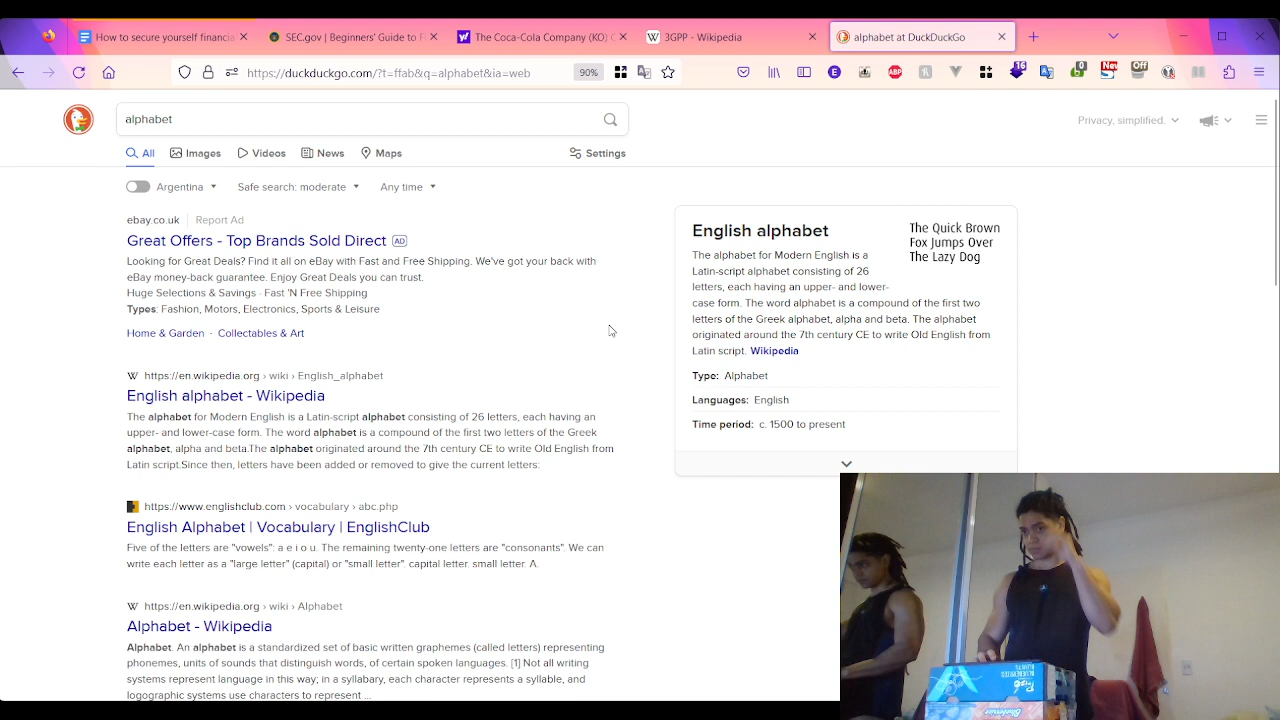 How to secure yourself financia
SEC.gov | Beginners' Guide to F
The Coca-Cola Company (KO) C
3GPP - Wikipedia
alphabet at DuckDuckGo
https://duckduckgo.com/?t=ffab&q=alphabet&ia=web
90%
16
0
New
Off
ABP
alphabet
Privacy, simplified.
All
Images
Videos
News
Maps
Settings
Argentina
Safe search: moderate
Any time
ebay.co.uk
Report Ad
Great Offers - Top Brands Sold Direct
AD
Looking for Great Deals? Find it all on eBay with Fast and Free Shipping. We've got your back with
eBay money-back guarantee. Enjoy Great Deals you can trust.
Huge Selections & Savings · Fast 'N Free Shipping
Types: Fashion, Motors, Electronics, Sports & Leisure
Home & Garden · Collectables & Art
W https://en.wikipedia.org › wiki › English_alphabet
English alphabet - Wikipedia
The alphabet for Modern English is a Latin-script alphabet consisting of 26 letters, each having an
upper- and lower-case form. The word alphabet is a compound of the first two letters of the Greek
alphabet, alpha and beta.The alphabet originated around the 7th century CE to write Old English from
Latin script.Since then, letters have been added or removed to give the current letters:
https://www.englishclub.com › vocabulary › abc.php
English Alphabet | Vocabulary | EnglishClub
Five of the letters are "vowels": a e i o u. The remaining twenty-one letters are "consonants". We can
write each letter as a "large letter" (capital) or "small letter". capital letter. small letter. A.
W https://en.wikipedia.org › wiki › Alphabet
Alphabet - Wikipedia
Alphabet. An alphabet is a standardized set of basic written graphemes (called letters) representing
phonemes, units of sounds that distinguish words, of certain spoken languages. [1] Not all writing
systems represent language in this way; in a syllabary, each character represents a syllable, and
logographic systems use characters to represent ...
English alphabet
The Quick Brown
Fox Jumps Over
The Lazy Dog
The alphabet for Modern English is a
Latin-script alphabet consisting of 26
letters, each having an upper- and lower-
case form. The word alphabet is a compound of the first two
letters of the Greek alphabet, alpha and beta. The alphabet
originated around the 7th century CE to write Old English from
Latin script. Wikipedia
Type: Alphabet
Languages: English
Time period: c. 1500 to present